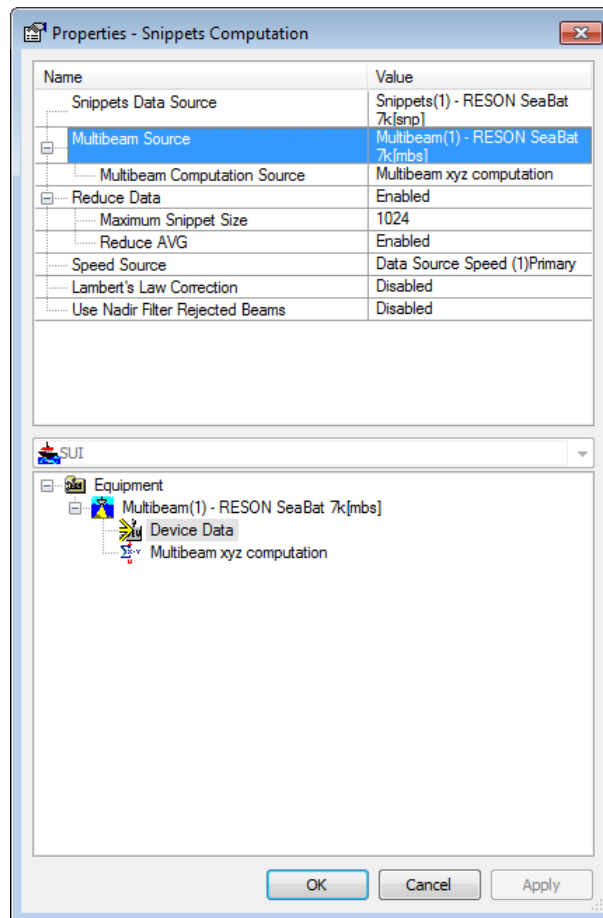 Properties - Snippets Computation
Name Value
Snippets Data Source Snippets(1) - RESON SeaBat
7k[snp]
Multibeam Source Multibeam(1) - RESON SeaBat
7k[mbs]
Multibeam Computation Source Multibeam xyz computation
Reduce Data Enabled
Maximum Snippet Size 1024
Reduce AVG Enabled
Speed Source Data Source Speed (1)Primary
Lambert's Law Correction Disabled
Use Nadir Filter Rejected Beams Disabled
SUI
Equipment
Multibeam(1) - RESON SeaBat 7k[mbs]
Device Data
Multibeam xyz computation
OK Cancel Apply